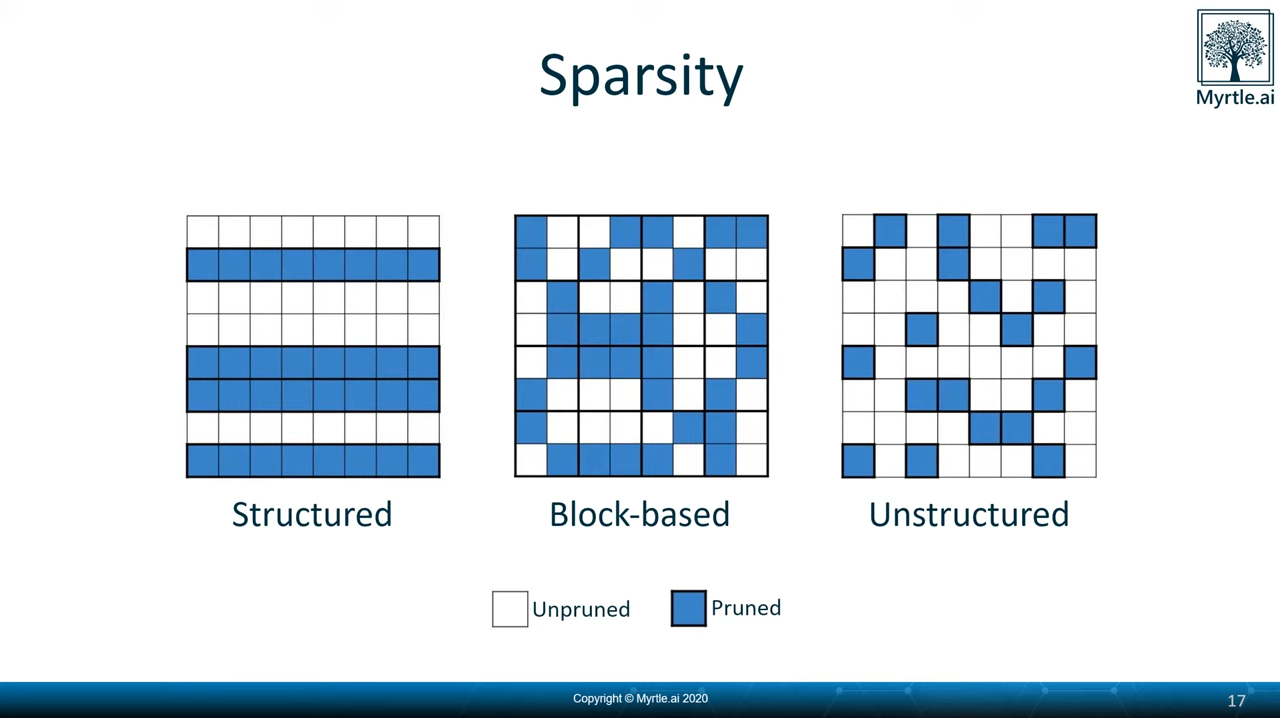 Sparsity
Myrtle.ai
Structured
Block-based
Unstructured
Unpruned
Pruned
Copyright © Myrtle.ai 2020
17